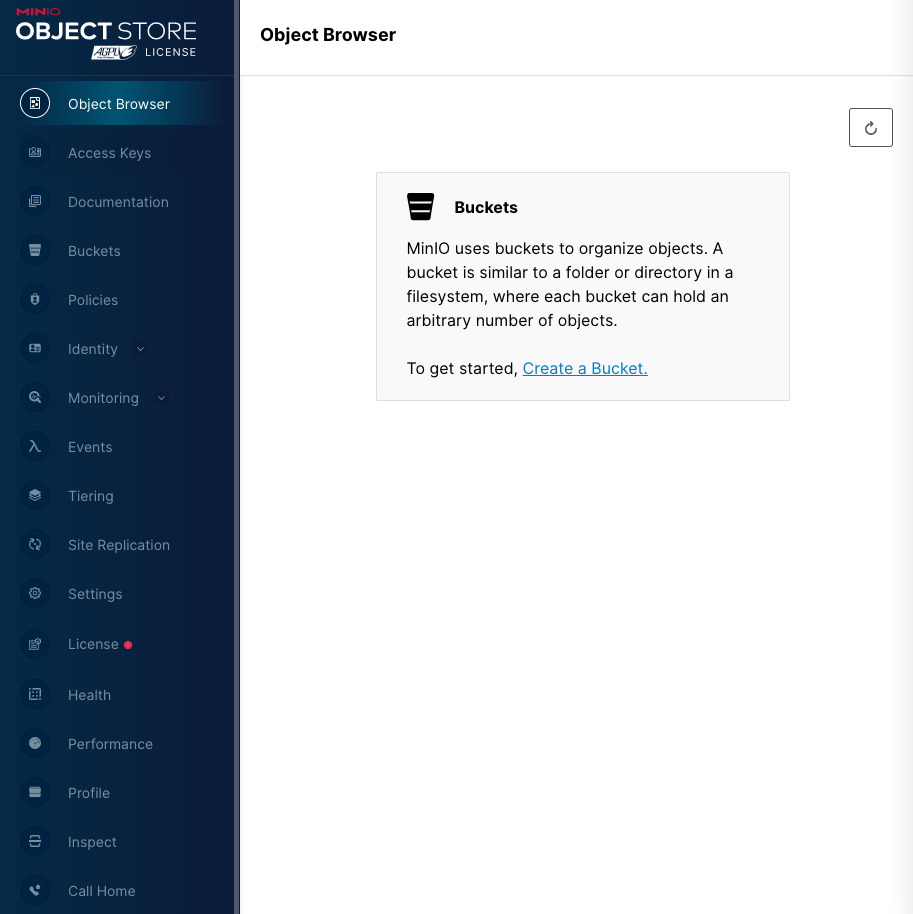 MINIO
OBJECT STORE
AGPLv3 LICENSE
Object Browser
Access Keys
Documentation
Buckets
Policies
Identity
Monitoring
Events
Tiering
Site Replication
Settings
License
Health
Performance
Profile
Inspect
Call Home
Object Browser
Buckets
MinIO uses buckets to organize objects. A
bucket is similar to a folder or directory in a
filesystem, where each bucket can hold an
arbitrary number of objects.
To get started, Create a Bucket.